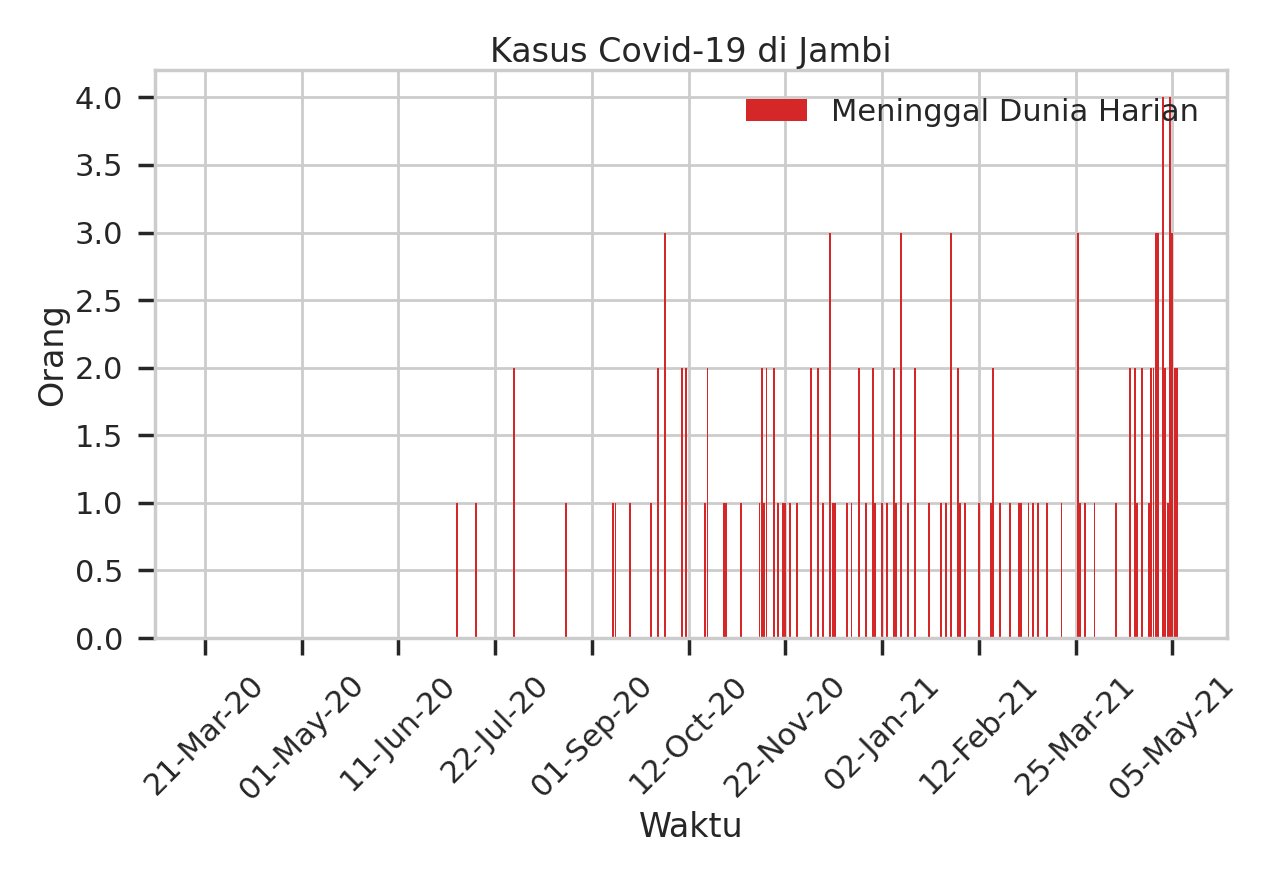 Kasus Covid-19 di Jambi
Meninggal Dunia Harian
4.0
3.5
3.0
2.5
2.0
1.5
1.0
0.5
0.0
Orang
21-Mar-20
01-May-20
11-Jun-20
22-Jul-20
01-Sep-20
12-Oct-20
22-Nov-20
02-Jan-21
12-Feb-21
25-Mar-21
05-May-21
Waktu